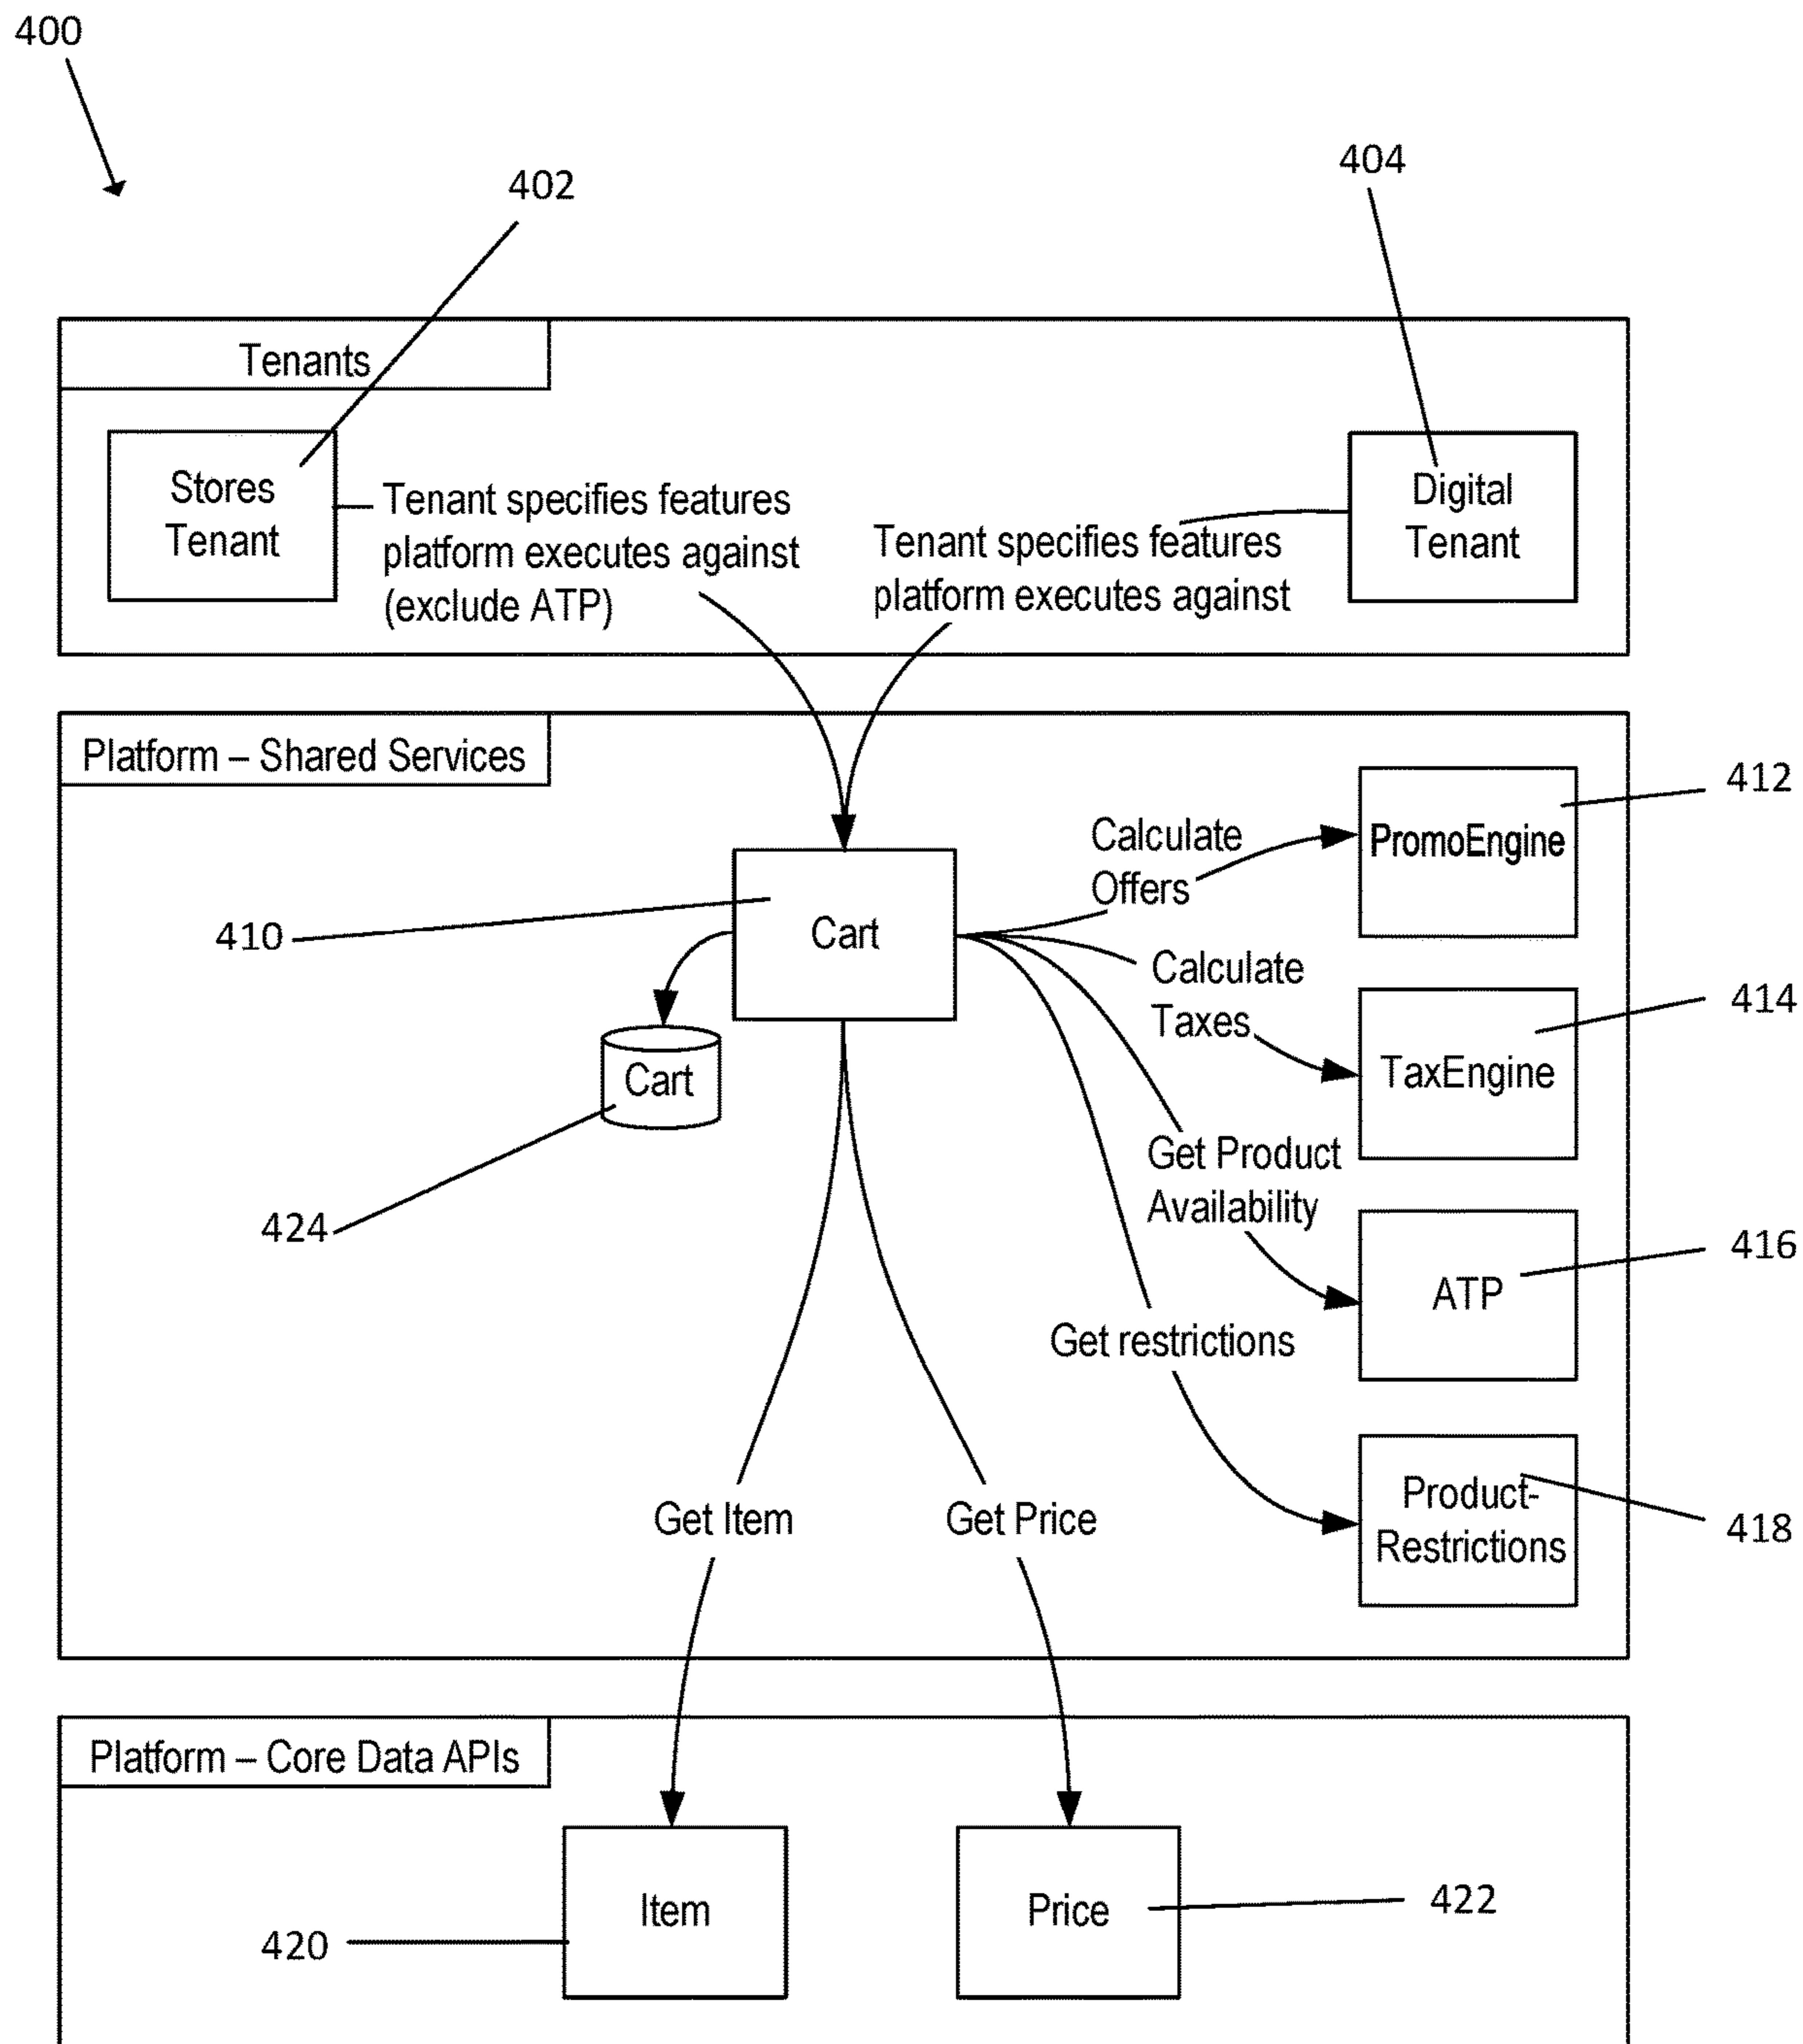 400
402
404
Tenants
Stores
Tenant
Tenant specifies features
platform executes against
(exclude ATP)
Tenant specifies features
platform executes against
Digital
Tenant
Platform – Shared Services
412
Calculate
Offers
PromoEngine
410
Cart
Calculate
Taxes
414
TaxEngine
Cart
424
Get Product
Availability
416
ATP
Get restrictions
Get Item
Get Price
Product-
Restrictions
418
Platform – Core Data APIs
Item
Price
422
420